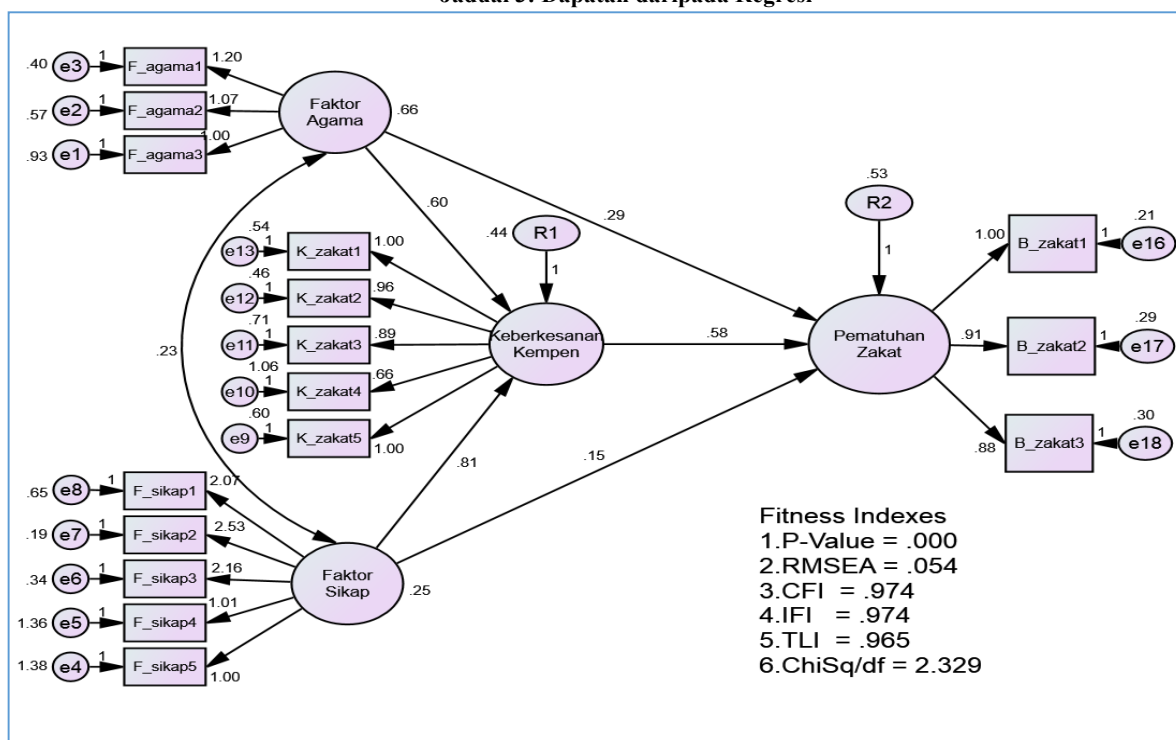 Jadual 3: Dapatan daripada Regresi
.40 e3 1 F_agama1 1.20
.57 e2 1 F_agama2 1.07
.93 e1 1 F_agama3 1.00
Faktor
Agama
.66
.60
.29
.23
.53
R2
1
.44 R1
1
.54
e13 1 K_zakat1 1.00
.46
e12 1 K_zakat2 .96
.71
e11 1 K_zakat3 .89
1.06
e10 1 K_zakat4 .66
.60
e9 1 K_zakat5 1.00
Keberkesanan
Kempen
.58
Pematuhan
Zakat
.21
1.00 B_zakat1 1 e16
.29
.91 B_zakat2 1 e17
.30
.88 B_zakat3 1 e18
.81
.15
.65 e8 1 F_sikap1 2.07
.19 e7 1 F_sikap2 2.53
.34 e6 1 F_sikap3 2.16
1.36 e5 1 F_sikap4 1.01
1.38 e4 1 F_sikap5 1.00
Faktor
Sikap
.25
Fitness Indexes
1.P-Value = .000
2.RMSEA = .054
3.CFI = .974
4.IFI = .974
5.TLI = .965
6.ChiSq/df = 2.329